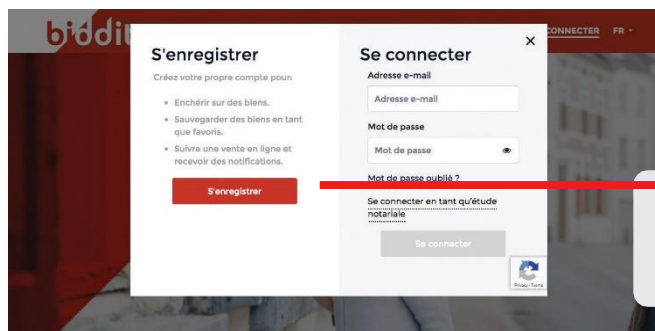 biddit
CONNECTER FR
S'enregistrer
Créez votre propre compte pour:
Enchérir sur des biens.
Sauvegarder des biens en tant
que favoris.
Suivre une vente en ligne et
recevoir des notifications.
S'enregistrer
Se connecter
Adresse e-mail
Adresse e-mail
Mot de passe
Mot de passe
Mot de passe oublié ?
Se connecter en tant qu'étude
notariale
Se connecter